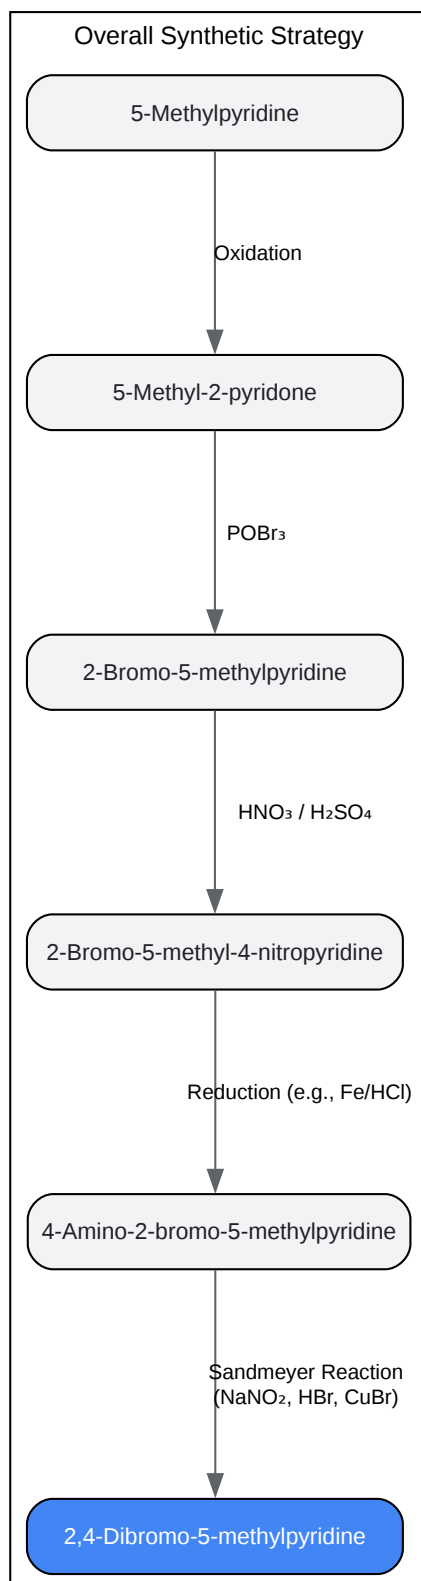 Overall Synthetic Strategy
5-Methylpyridine
Oxidation
5-Methyl-2-pyridone
POBr₃
2-Bromo-5-methylpyridine
HNO₃ / H₂SO₄
2-Bromo-5-methyl-4-nitropyridine
Reduction (e.g., Fe/HCl)
4-Amino-2-bromo-5-methylpyridine
Sandmeyer Reaction
(NaNO₂, HBr, CuBr)
2,4-Dibromo-5-methylpyridine